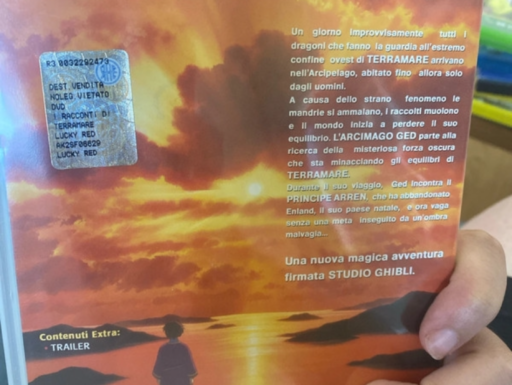 R3 0032292473
DEST.VENDITA
NOLEG.VIETATO
DVD
I RACCONTI DI
TERRAMARE
LUCKY RED
AK2SF06629
LUCKY RED
Un giorno improvvisamente, tutti i
dragoni che fanno la guardia all'estremo
confine ovest di TERRAMARE arrivano
nell'Arcipelago, abitato fino allora solo
dagli uomini.
A causa dello strano fenomeno le
mandrie si ammalano, i raccolti muoiono
e il mondo inizia a perdere il suo
equilibrio. L'ARCIMAGO GED parte alla
ricerca della misteriosa forza oscura
che sta minacciando gli equilibri di
TERRAMARE.
Durante il suo viaggio, Ged incontra il
PRINCIPE ARREN, che ha abbandonato
Enland, il suo paese natale, e ora vaga
senza una meta inseguito da un'ombra
malvagia...
Una nuova magica avventura
firmata STUDIO GHIBLI.
Contenuti Extra:
- TRAILER